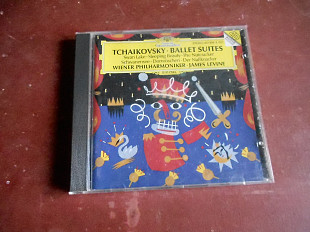 TCHAIKOVSKY · BALLET SUITES
Swan Lake · Sleeping Beauty · The Nutcracker
Schwanensee · Dornröschen · Der Nußknacker
WIENER PHILHARMONIKER · JAMES LEVINE